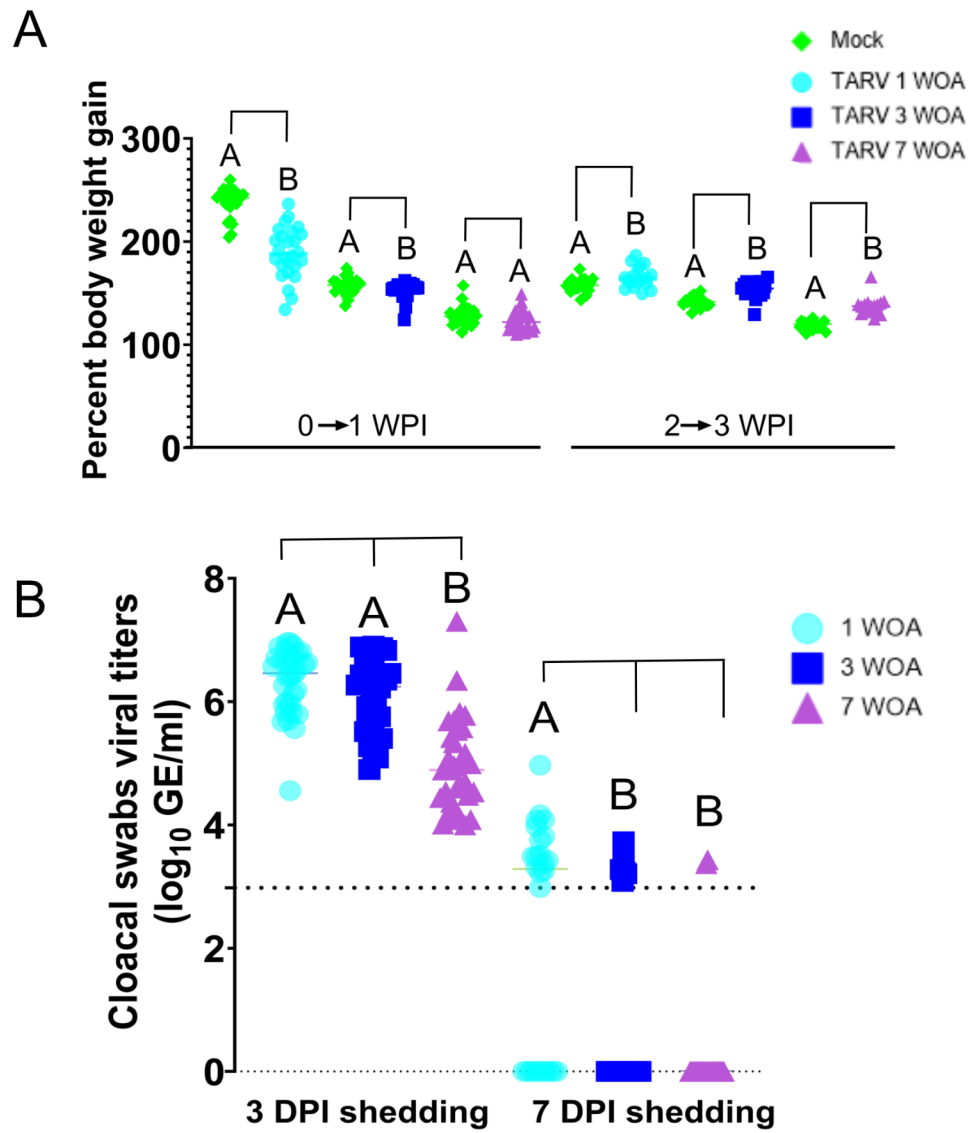 A
Mock
TARV 1 WOA
TARV 3 WOA
TARV 7 WOA
Percent body weight gain
300
200
100
0
A
B
A
B
A
A
A
B
A
B
A
B
0→1 WPI
2→3 WPI
B
Cloacal swabs viral titers
(log10 GE/ml)
8
6
4
2
0
A
A
B
A
B
B
1 WOA
3 WOA
7 WOA
3 DPI shedding
7 DPI shedding